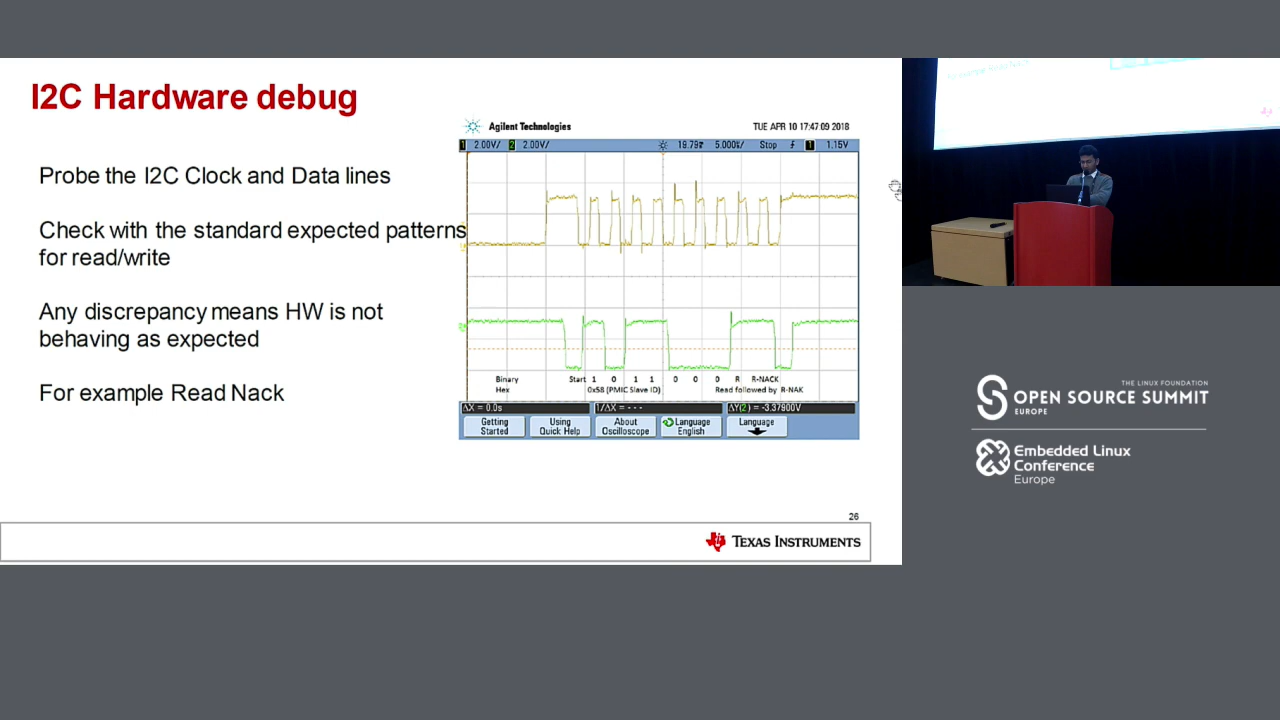 I2C Hardware debug
Probe the I2C Clock and Data lines
Check with the standard expected patterns
for read/write
Any discrepancy means HW is not
behaving as expected
For example Read Nack
Agilent Technologies
TUE APR 10 17:47:09 2018
1 2.00V/ 2 2.00V/
Stop 1 1.15V
Binary Start 1 0 1 1 0 0 0 R R-NACK
Hex 0x58 (PMIC Slave ID) Read followed by R-NAK
ΔX = 0.0s 1/ΔX = --- ΔY(2) = -3.37900V
Getting
Started
Using
Quick Help
About
Oscilloscope
Language
English
Language
26
TEXAS INSTRUMENTS
THE LINUX FOUNDATION
OPEN SOURCE SUMMIT
EUROPE
Embedded Linux
Conference
Europe